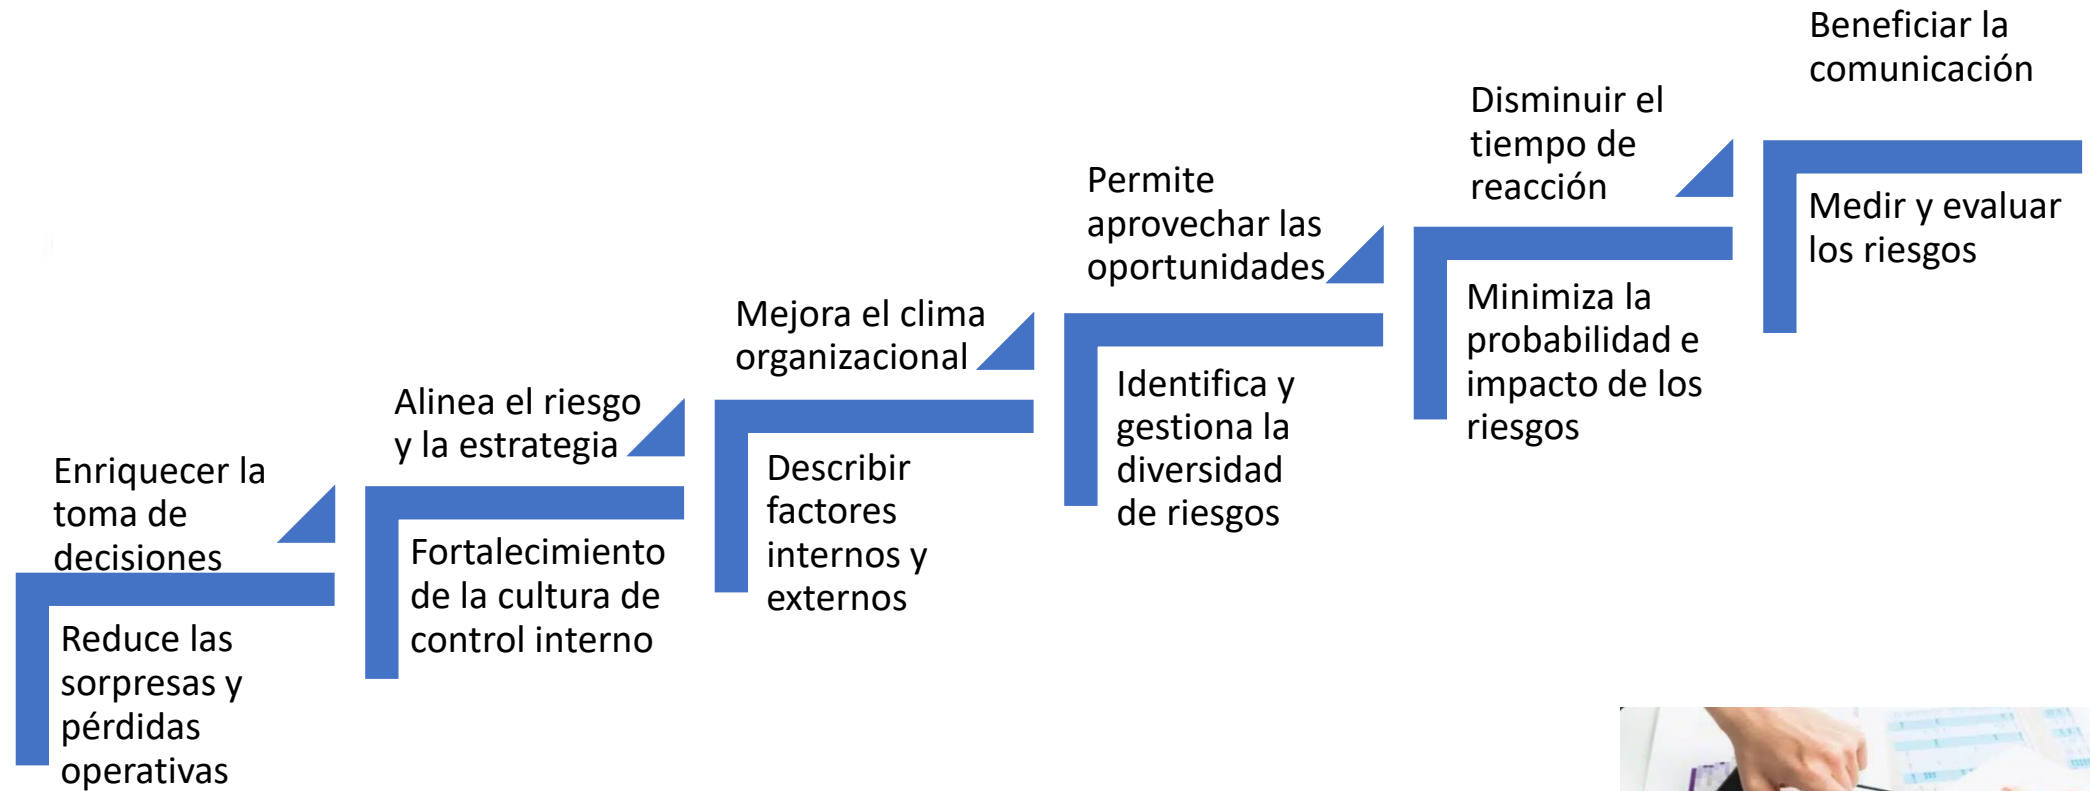 Enriquecer la
toma de
decisiones
Reduce las
sorpresas y
pérdidas
operativas
Alinea el riesgo
y la estrategia
Fortalecimiento
de la cultura de
control interno
Mejora el clima
organizacional
Describir
factores
internos y
externos
Permite
aprovechar las
oportunidades
Identifica y
gestiona la
diversidad
de riesgos
Disminuir el
tiempo de
reacción
Minimiza la
probabilidad e
impacto de los
riesgos
Beneficiar la
comunicación
Medir y evaluar
los riesgos